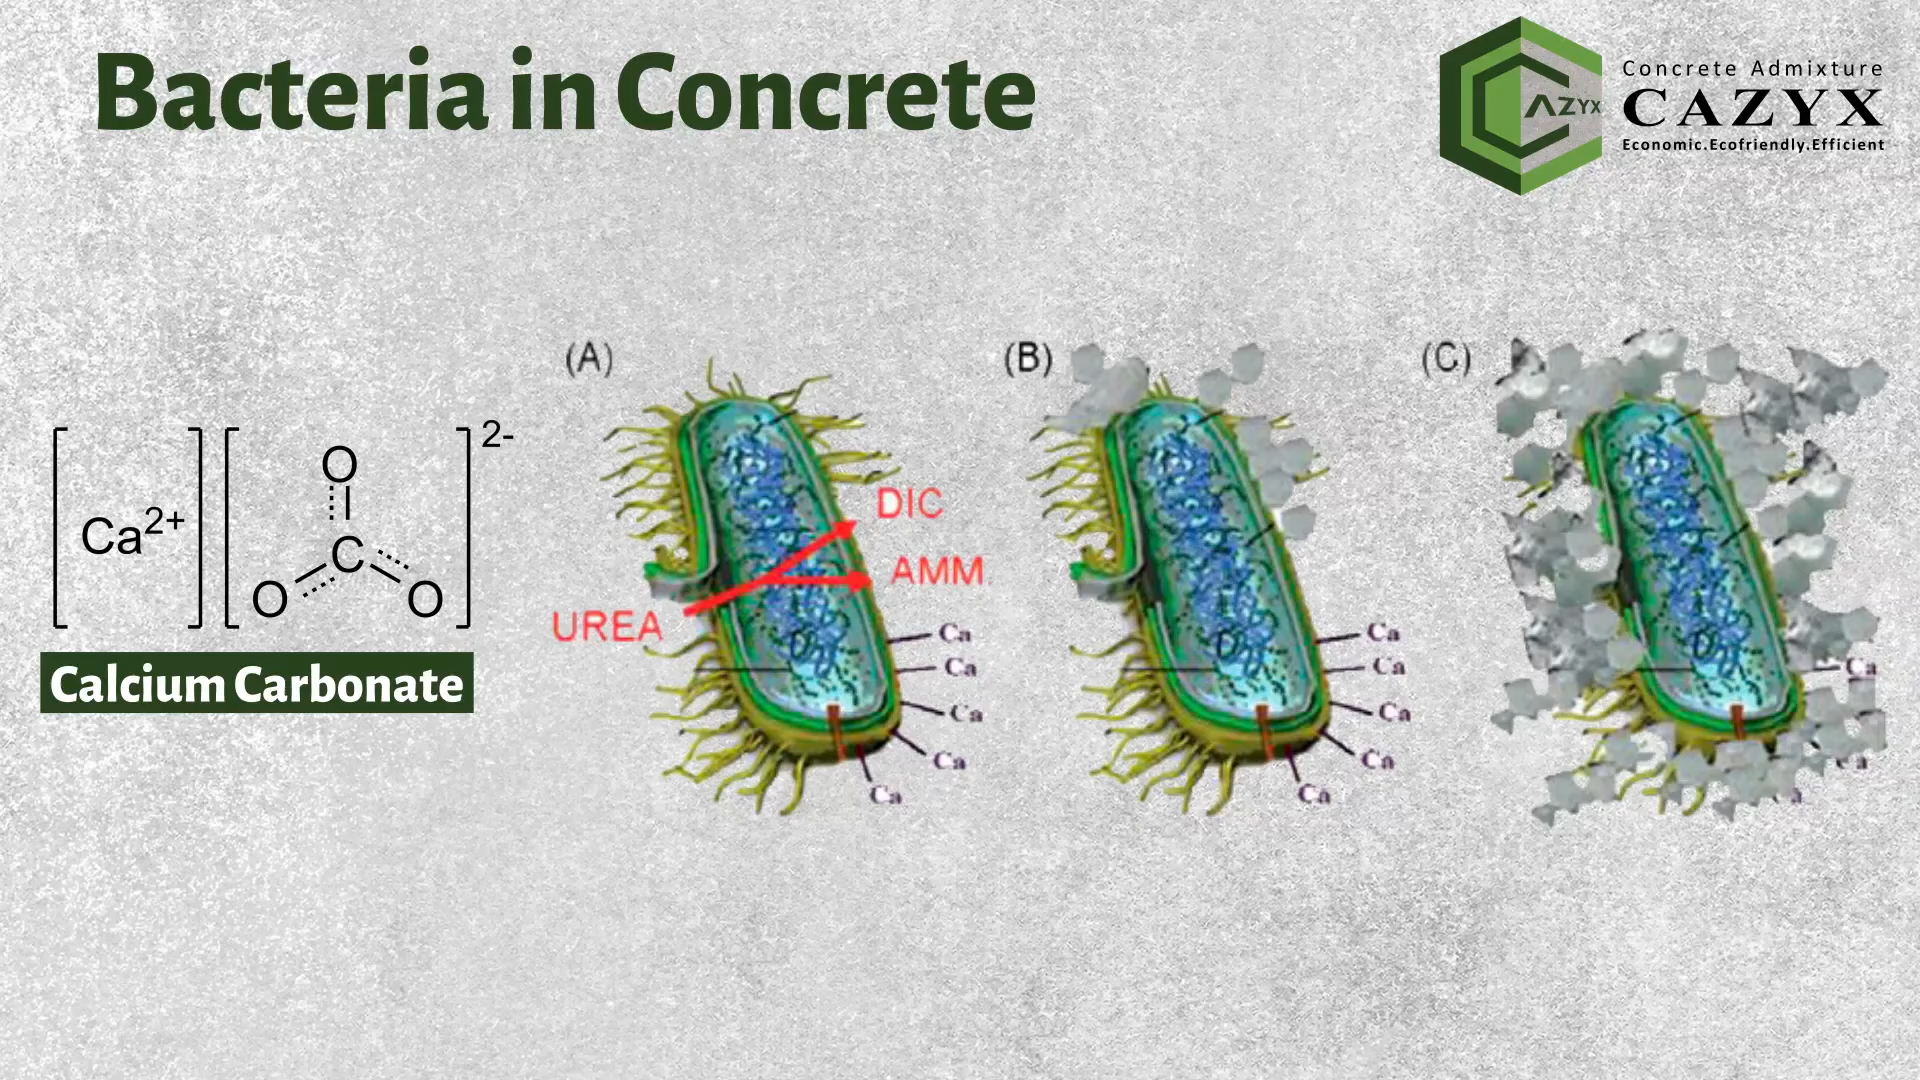 Bacteria in Concrete
AZYX
Concrete Admixture
CAZYX
Economic.Ecofriendly.Efficient
(A)
(B)
(C)
2-
O
Ca2+
C
O
O
Calcium Carbonate
DIC
AMM
UREA
Ca
Ca
Ca
Ca
Ca
Ca
Ca
Ca
Ca
Ca
Ca